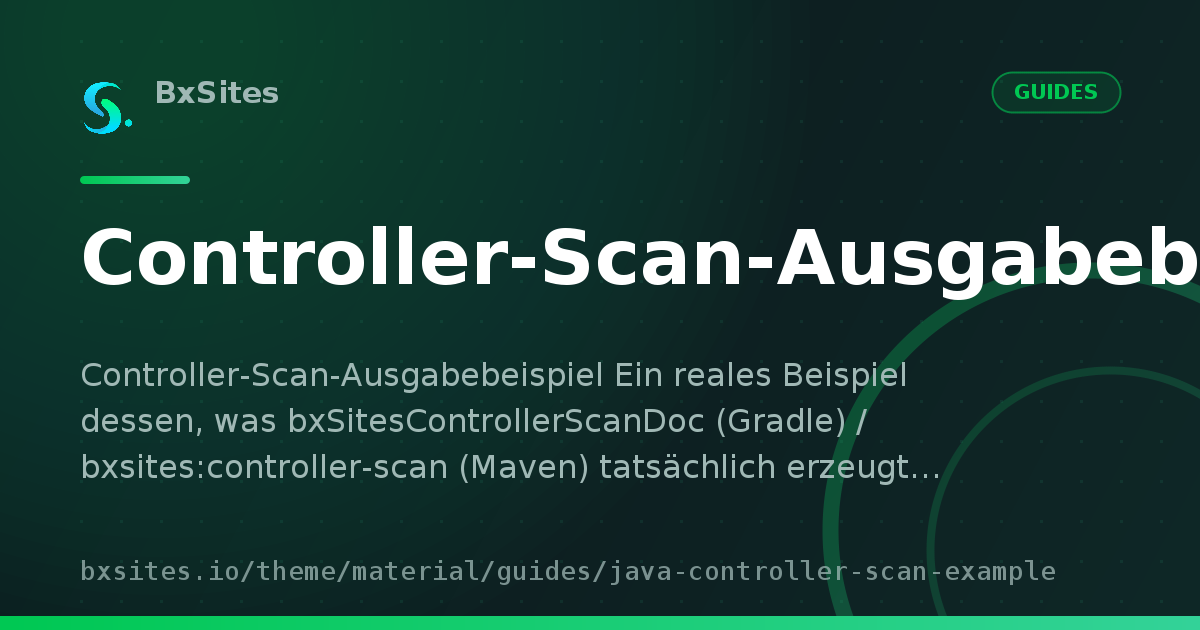 BxSites
GUIDES
Controller-Scan-Ausgabeb
Controller-Scan-Ausgabebeispiel Ein reales Beispiel
dessen, was bxSitesControllerScanDoc (Gradle) /
bxsites:controller-scan (Maven) tatsächlich erzeugt…
bxsites.io/theme/material/guides/java-controller-scan-example